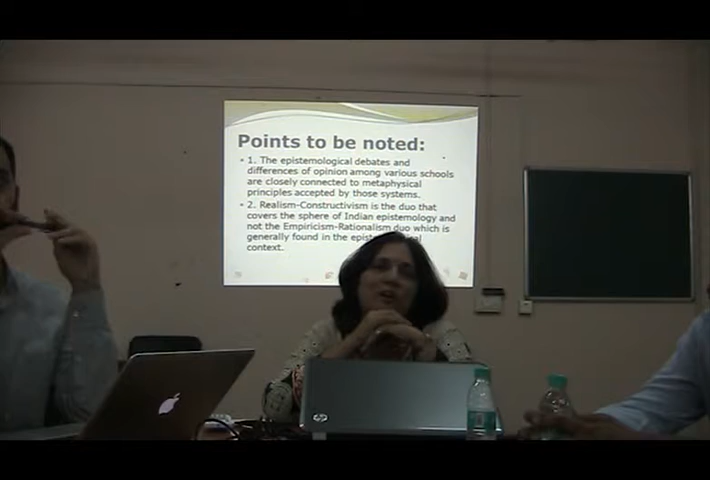 Points to be noted:
1. The epistemological debates and
differences of opinion among various schools
are closely connected to metaphysical
principles accepted by those systems.
2. Realism-Constructivism is the duo that
covers the sphere of Indian epistemology and
not the Empiricism-Rationalism duo which is
generally found in the
context.
hp